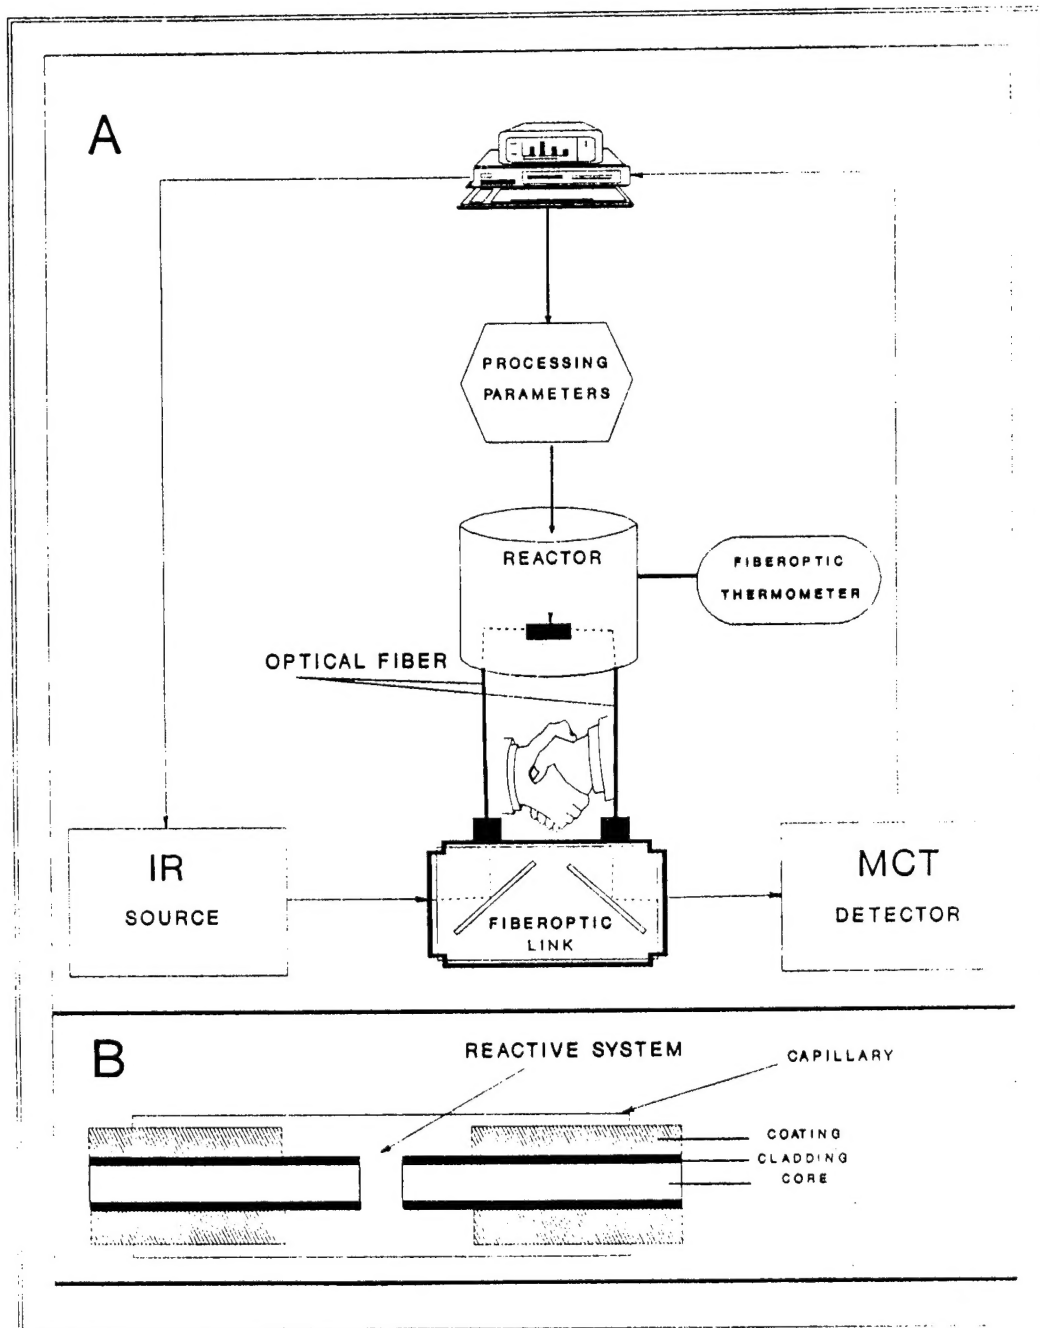 A
PROCESSING
PARAMETERS
REACTOR
FIBEROPTIC
THERMOMETER
OPTICAL FIBER
IR
SOURCE
FIBEROPTIC
LINK
MCT
DETECTOR
B
REACTIVE SYSTEM
CAPILLARY
COATING
CLADDING
CORE